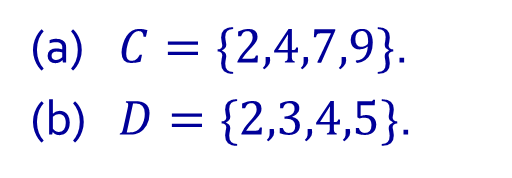 (a) C = {2,4,7,9}.
(b) D = {2,3,4,5}.